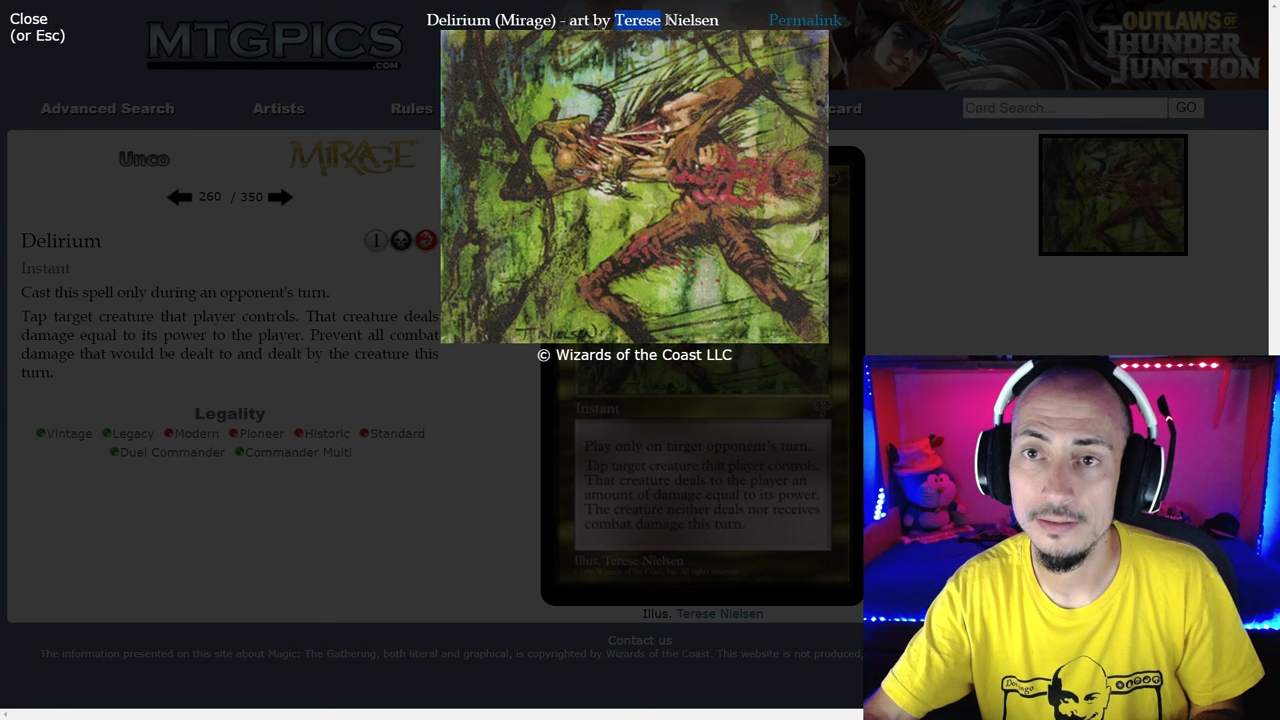 Close
(or Esc)
Delirium (Mirage) - art by Terese Nielsen
Permalink
MTGPICS
.COM
OUTLAWS OF
THUNDER
JUNCTION
Advanced Search
Artists
Rules
card
Card Search...
GO
Unco
MIRAGE
260 / 350
Delirium
1
Instant
Cast this spell only during an opponent's turn.
Tap target creature that player controls. That creature deals
damage equal to its power to the player. Prevent all combat
damage that would be dealt to and dealt by the creature this
turn.
Legality
Vintage Legacy Modern Pioneer Historic Standard
Duel Commander Commander Multi
T. NIELSEN
© Wizards of the Coast LLC
Instant
Play only on target opponent's turn.
Tap target creature that player controls.
That creature deals to the player an
amount of damage equal to its power.
The creature neither deals nor receives
combat damage this turn.
Illus. Terese Nielsen
Illus. Terese Nielsen
Contact us
The information presented on this site about Magic: The Gathering, both literal and graphical, is copyrighted by Wizards of the Coast. This website is not produced,
Domingo